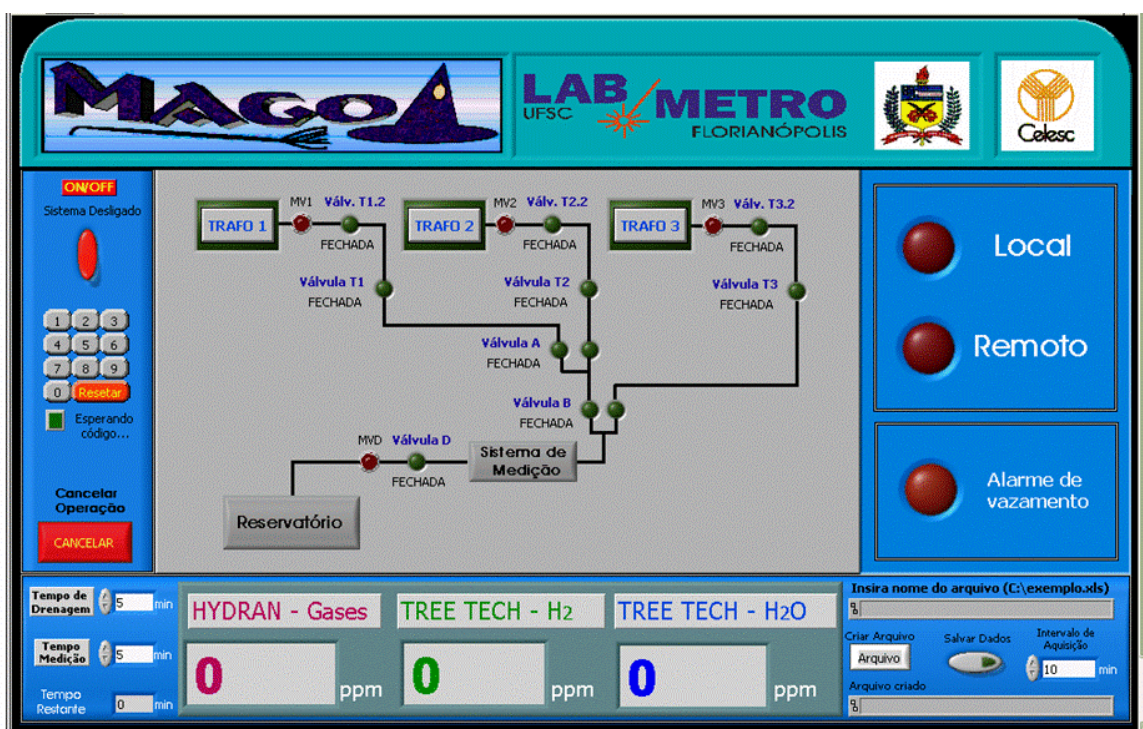 MAGO
LAB METRO
UFSC
FLORIANÓPOLIS
Celesc
ON/OFF
Sistema Desligado
1 2 3
4 5 6
7 8 9
0 Resetar
Esperando
código...
Cancelar
Operação
CANCELAR
TRAFO 1
MV1 Válv. T1.2
FECHADA
Válvula T1
FECHADA
TRAFO 2
MV2 Válv. T2.2
FECHADA
Válvula T2
FECHADA
TRAFO 3
MV3 Válv. T3.2
FECHADA
Válvula T3
FECHADA
Válvula A
FECHADA
Válvula B
FECHADA
MVD Válvula D
FECHADA
Sistema de
Medição
Reservatório
Local
Remoto
Alarme de
vazamento
Tempo de
Drenagem 5 min
Tempo
Medição 5 min
Tempo
Restante 0 min
HYDRAN - Gases
0 ppm
TREE TECH - H2
0 ppm
TREE TECH - H2O
0 ppm
Insira nome do arquivo (C:\exemplo.xls)
Criar Arquivo
Arquivo
Salvar Dados
Intervalo de
Aquisição
10 min
Arquivo criado